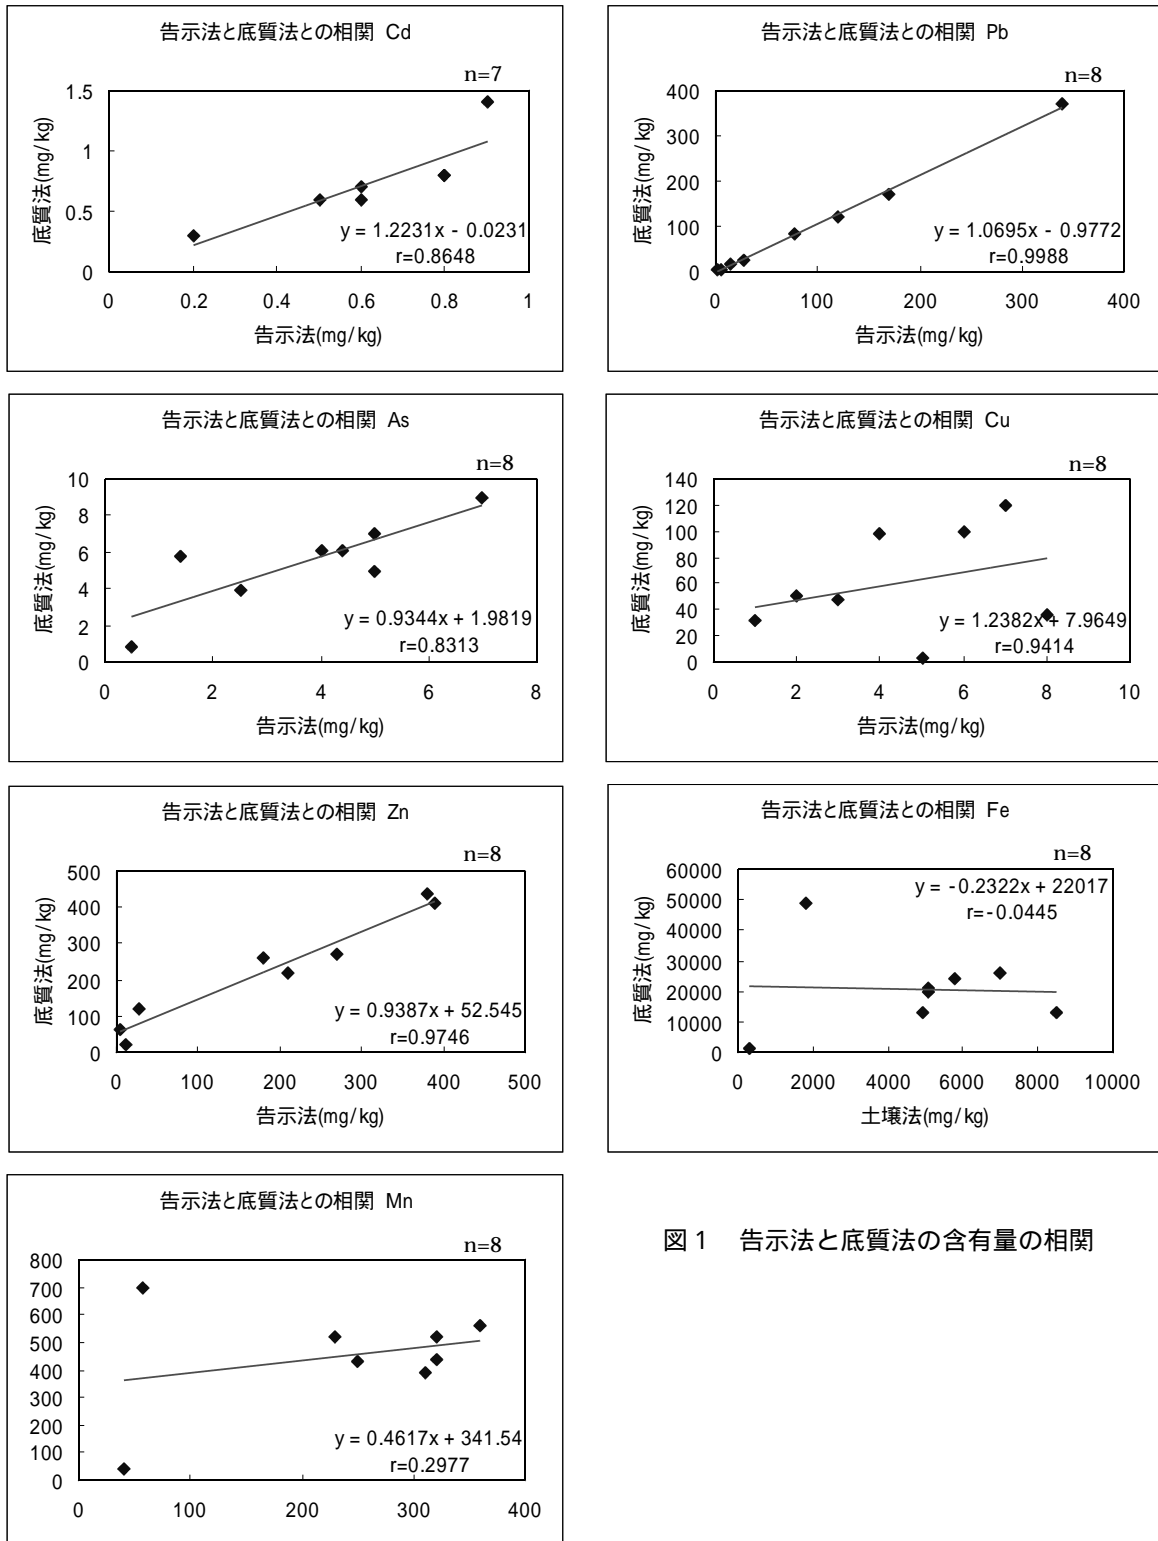 告示法と底質法との相関 Cd
n=7
1.5
1
0.5
0
底質法(mg/kg)
y = 1.2231x - 0.0231
r=0.8648
0 0.2 0.4 0.6 0.8 1
告示法(mg/kg)
告示法と底質法との相関 Pb
n=8
400
300
200
100
0
底質法(mg/kg)
y = 1.0695x - 0.9772
r=0.9988
0 100 200 300 400
告示法(mg/kg)
告示法と底質法との相関 As
n=8
10
8
6
4
2
0
底質法(mg/kg)
y = 0.9344x + 1.9819
r=0.8313
0 2 4 6 8
告示法(mg/kg)
告示法と底質法との相関 Cu
n=8
140
120
100
80
60
40
20
0
底質法(mg/kg)
y = 1.2382x + 7.9649
r=0.9414
0 2 4 6 8 10
告示法(mg/kg)
告示法と底質法との相関 Zn
n=8
500
400
300
200
100
0
底質法(mg/kg)
y = 0.9387x + 52.545
r=0.9746
0 100 200 300 400 500
告示法(mg/kg)
告示法と底質法との相関 Fe
n=8
60000
50000
40000
30000
20000
10000
0
底質法(mg/kg)
y = -0.2322x + 22017
r=-0.0445
0 2000 4000 6000 8000 10000
土壌法(mg/kg)
告示法と底質法との相関 Mn
n=8
800
700
600
500
400
300
200
100
0
y = 0.4617x + 341.54
r=0.2977
0 100 200 300 400
図1 告示法と底質法の含有量の相関